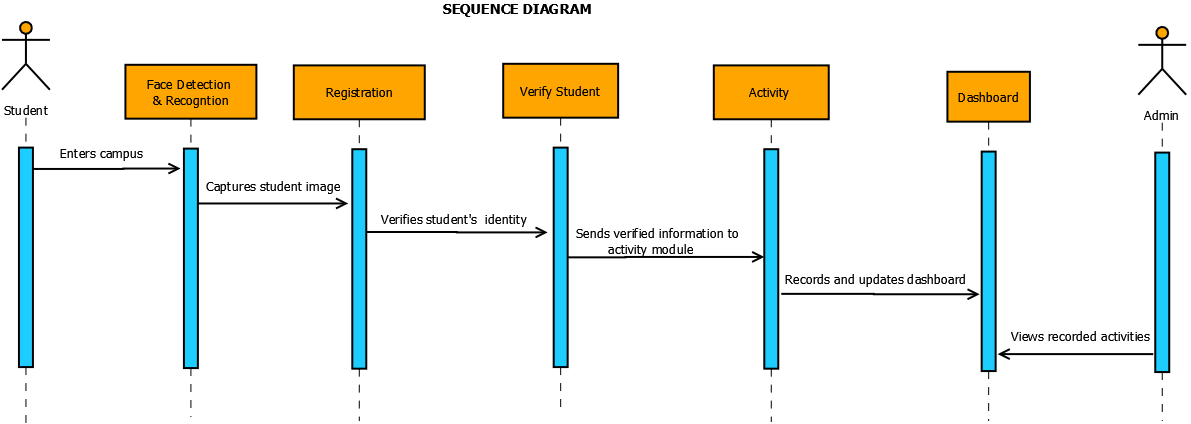 SEQUENCE DIAGRAM
Student
Face Detection
& Recogntion
Registration
Verify Student
Activity
Dashboard
Admin
Enters campus
Captures student image
Verifies student's identity
Sends verified information to
activity module
Records and updates dashboard
Views recorded activities